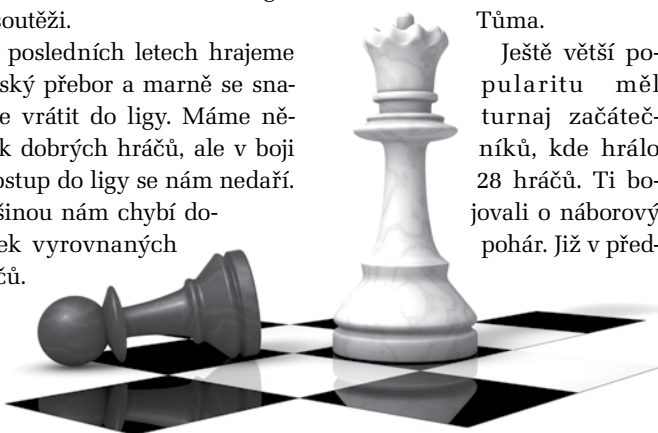 soutěži.
posledních letech hrajeme
ský přebor a marně se sna-
e vrátit do ligy. Máme ně-
k dobrých hráčů, ale v boji
ostup do ligy se nám nedaří.
šinou nám chybí do-
ek vyrovnaných
čů.
Tůma.
Ještě větší po-
pularitu měl
turnaj začáteč-
níků, kde hrálo
28 hráčů. Ti bo-
jovali o náborový
pohár. Již v před-